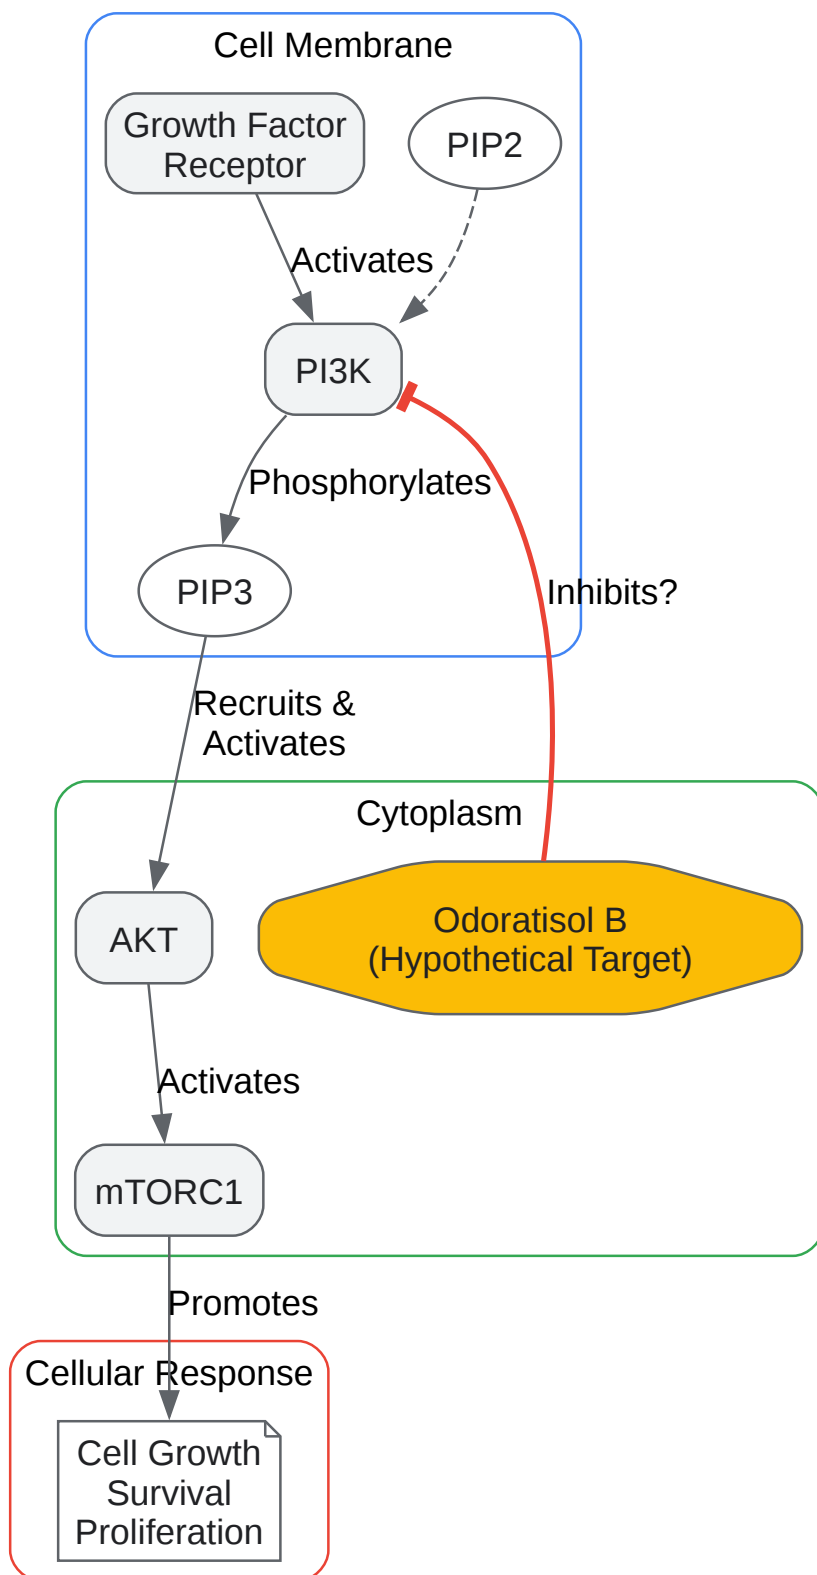 Cell Membrane
Growth Factor
Receptor
PIP2
Activates
PI3K
Phosphorylates
PIP3
Inhibits?
Recruits &
Activates
Cytoplasm
AKT
Odoratisol B
(Hypothetical Target)
Activates
mTORC1
Promotes
Cellular Response
Cell Growth
Survival
Proliferation